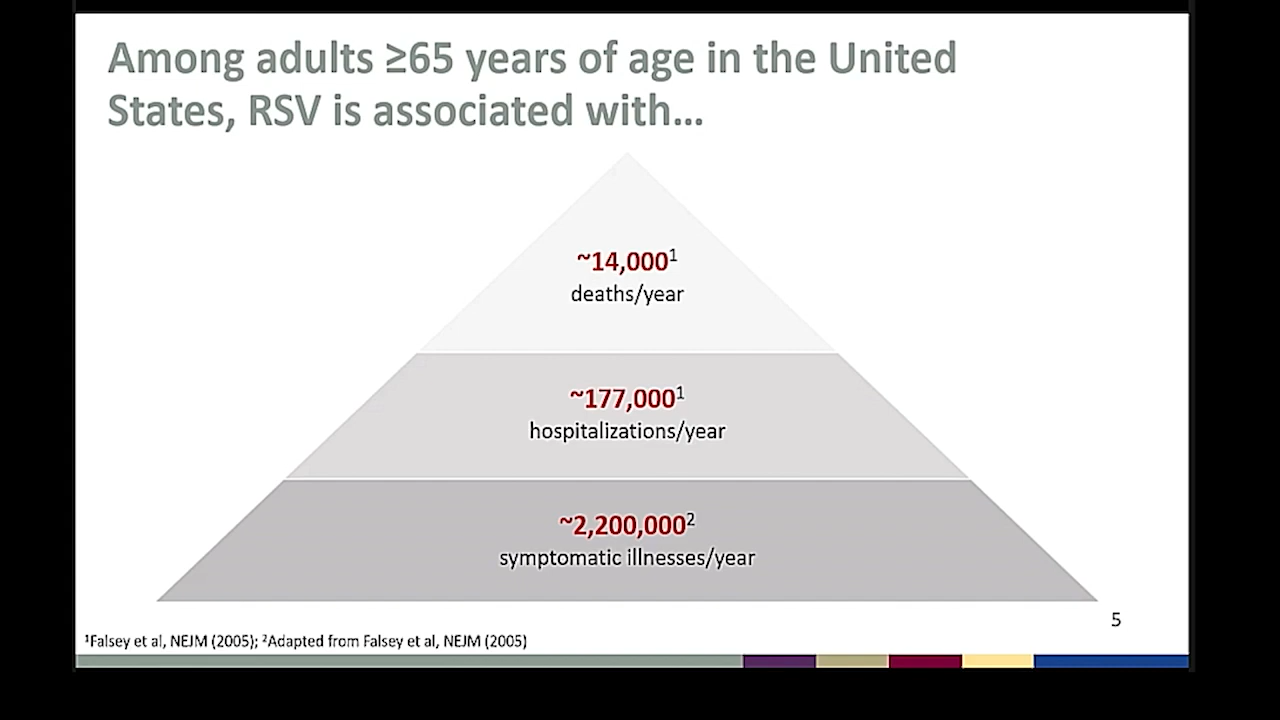 Among adults ≥65 years of age in the United
States, RSV is associated with...
~14,000¹
deaths/year
~177,000¹
hospitalizations/year
~2,200,000²
symptomatic illnesses/year
5
¹Falsey et al, NEJM (2005); ²Adapted from Falsey et al, NEJM (2005)